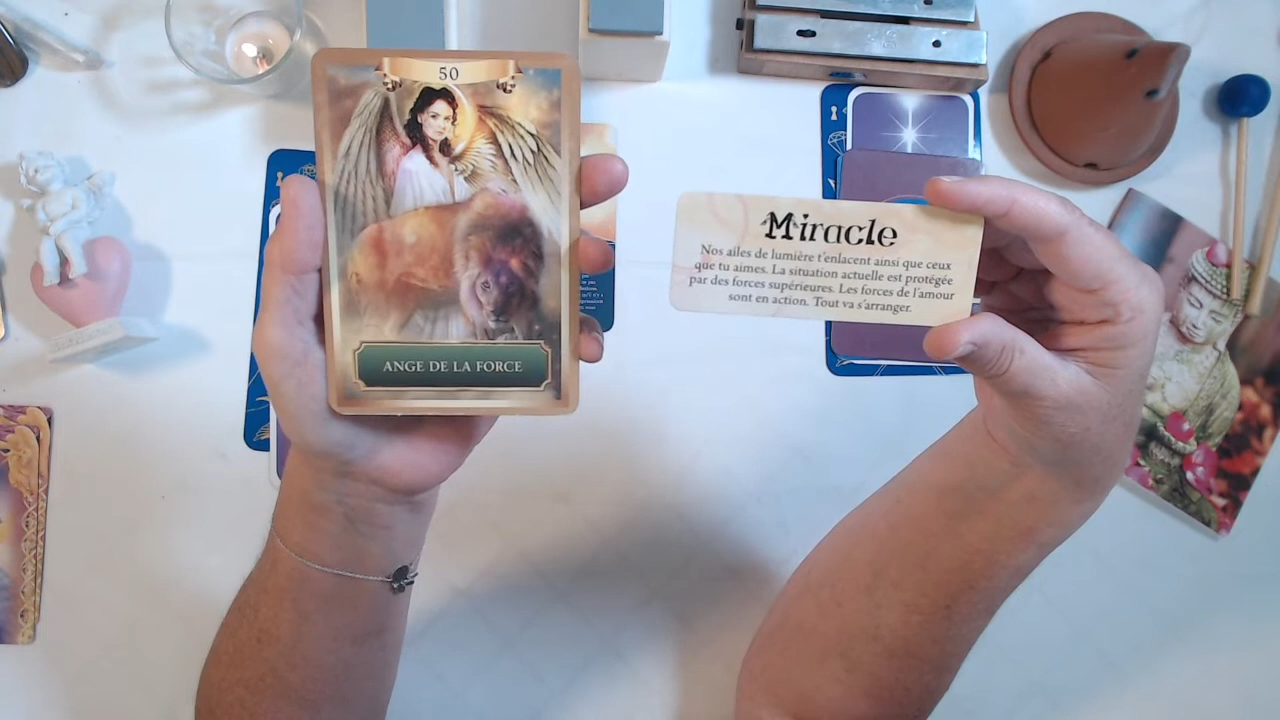 50
ANGE DE LA FORCE
Miracle
Nos ailes de lumière t'enlacent ainsi que ceux
que tu aimes. La situation actuelle est protégée
par des forces supérieures. Les forces de l'amour
sont en action. Tout va s'arranger.